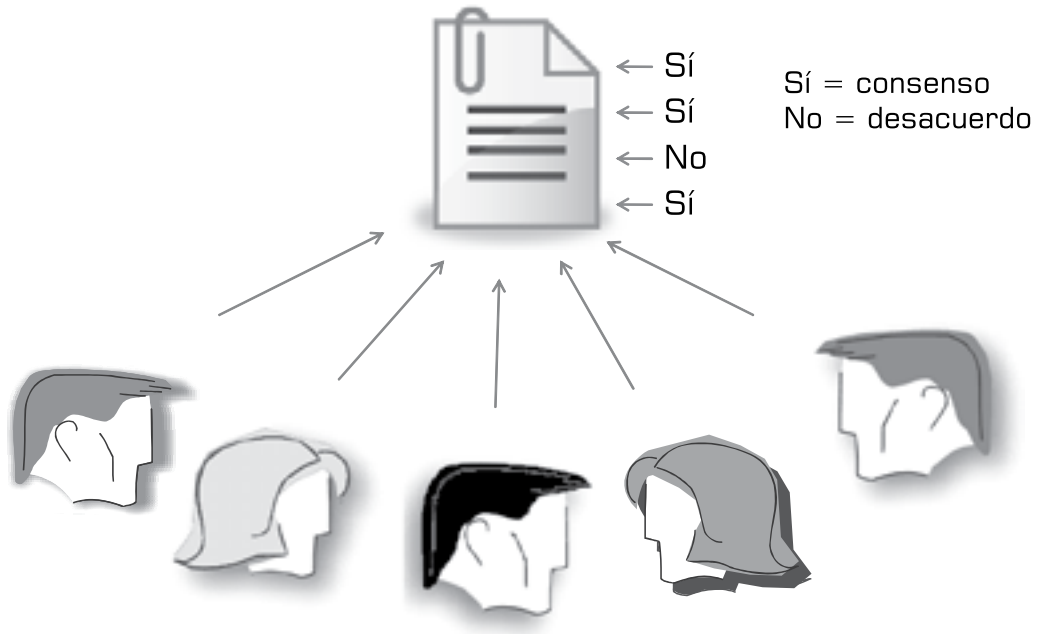 Sí
Sí
No
Sí
Sí = consenso
No = desacuerdo